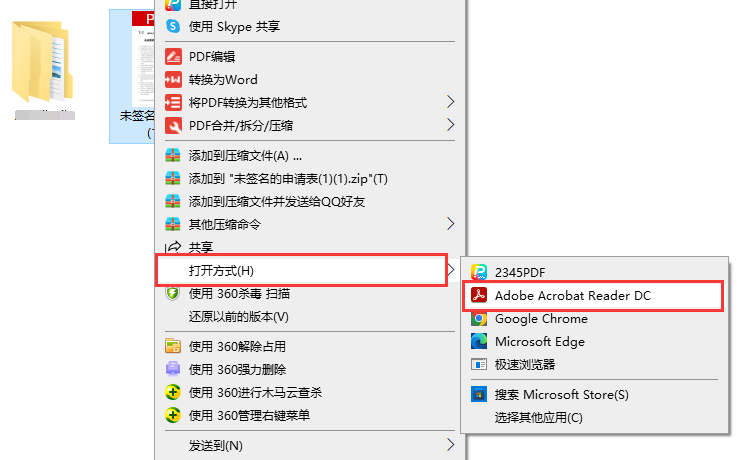 直接打开
使用 Skype 共享
PDF编辑
转换为Word
将PDF转换为其他格式
PDF合并/拆分/压缩
未签名
添加到压缩文件(A) ...
添加到 "未签名的申请表(1)(1).zip"(T)
添加到压缩文件并发送给QQ好友
其他压缩命令
共享
打开方式(H)
使用 360杀毒 扫描
还原以前的版本(V)
使用 360解除占用
使用 360强力删除
使用 360进行木马云查杀
使用 360管理右键菜单
发送到(N)
2345PDF
Adobe Acrobat Reader DC
Google Chrome
Microsoft Edge
极速浏览器
搜索 Microsoft Store(S)
选择其他应用(C)